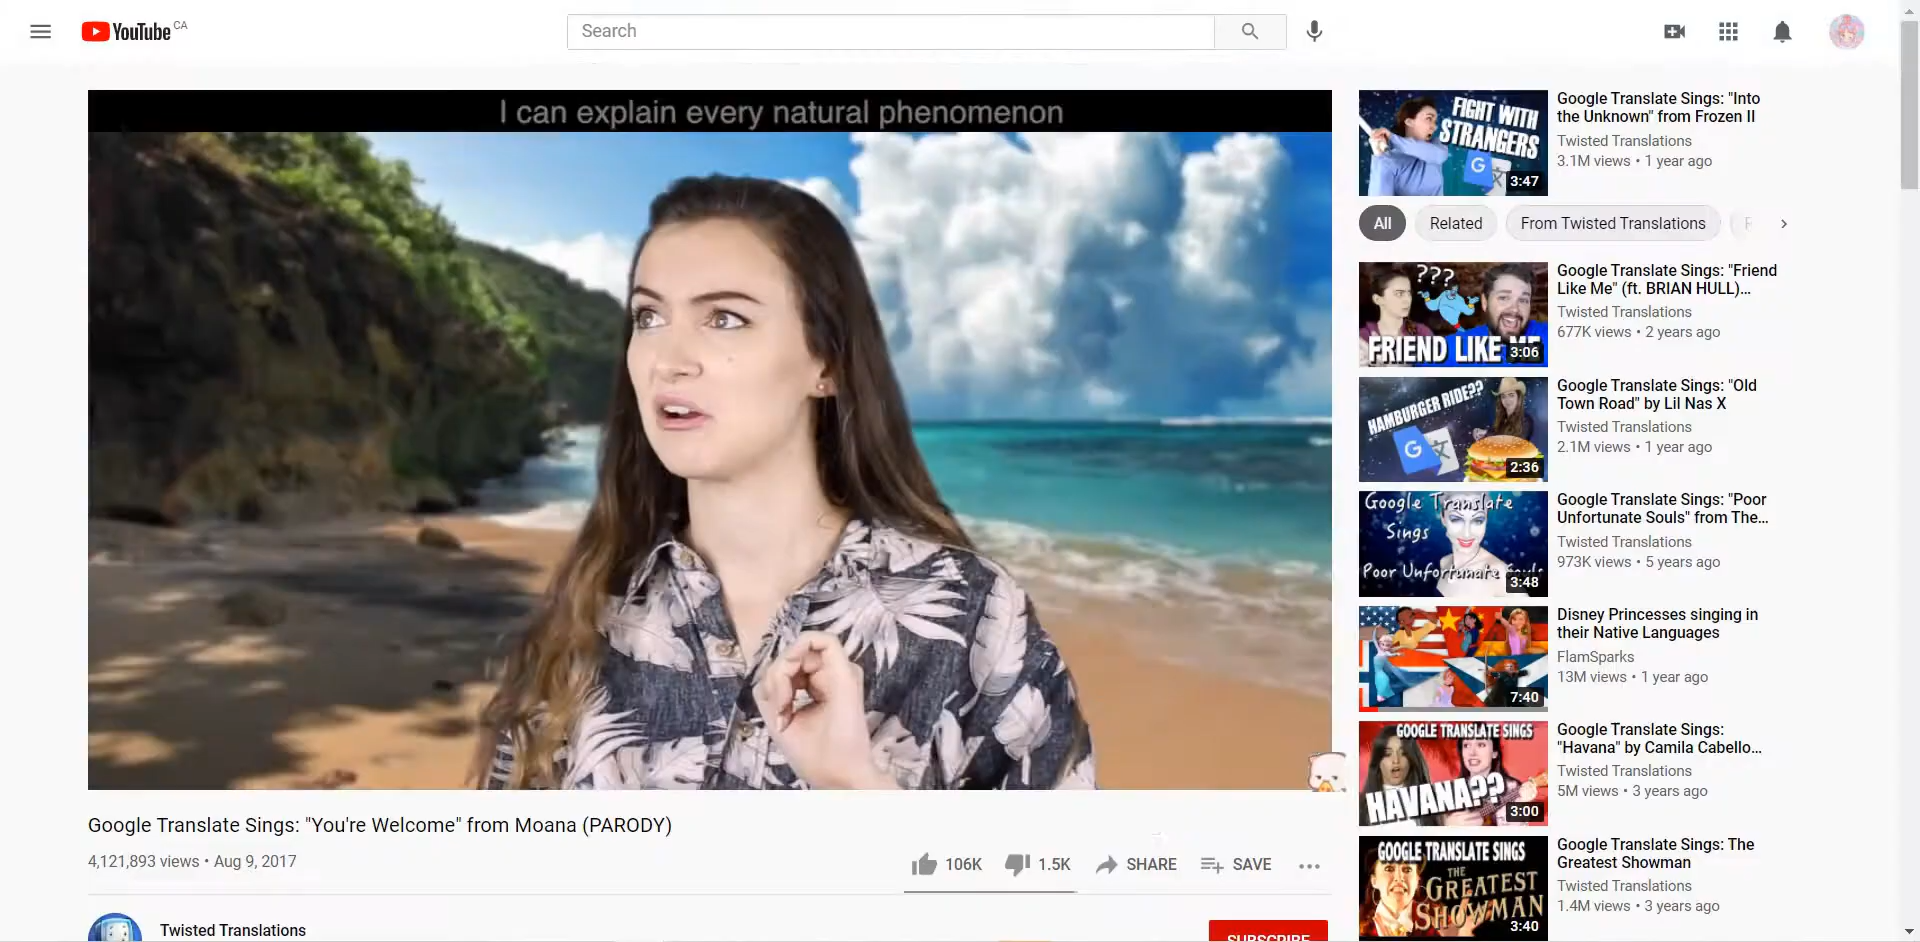 YouTube CA
Search
I can explain every natural phenomenon
Google Translate Sings: "You're Welcome" from Moana (PARODY)
4,121,893 views • Aug 9, 2017
106K
1.5K
SHARE
SAVE
Twisted Translations
SUBSCRIBE
FIGHT WITH
STRANGERS
3:47
Google Translate Sings: "Into
the Unknown" from Frozen II
Twisted Translations
3.1M views • 1 year ago
All
Related
From Twisted Translations
???
FRIEND LIKE ME
3:06
Google Translate Sings: "Friend
Like Me" (ft. BRIAN HULL)...
Twisted Translations
677K views • 2 years ago
HAMBURGER RIDE??
G
2:36
Google Translate Sings: "Old
Town Road" by Lil Nas X
Twisted Translations
2.1M views • 1 year ago
Google Translate
Sings
Poor Unfortunate Souls
3:48
Google Translate Sings: "Poor
Unfortunate Souls" from The...
Twisted Translations
973K views • 5 years ago
7:40
Disney Princesses singing in
their Native Languages
FlamSparks
13M views • 1 year ago
GOOGLE TRANSLATE SINGS
HAVANA??
3:00
Google Translate Sings:
"Havana" by Camila Cabello...
Twisted Translations
5M views • 3 years ago
GOOGLE TRANSLATE SINGS
THE
GREATEST
SHOWMAN
3:40
Google Translate Sings: The
Greatest Showman
Twisted Translations
1.4M views • 3 years ago